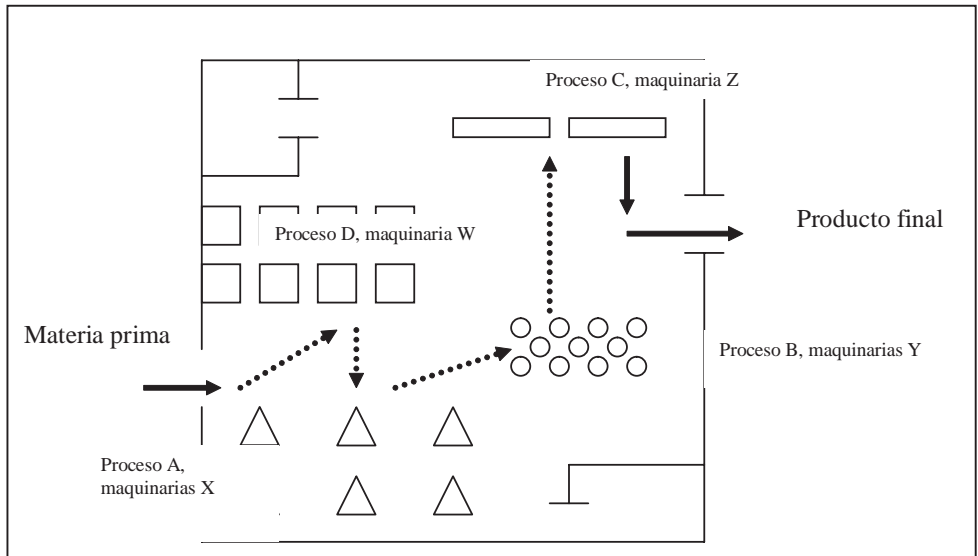 Proceso C, maquinaria Z
Producto final
Proceso D, maquinaria W
Materia prima
Proceso B, maquinarias Y
Proceso A,
maquinarias X